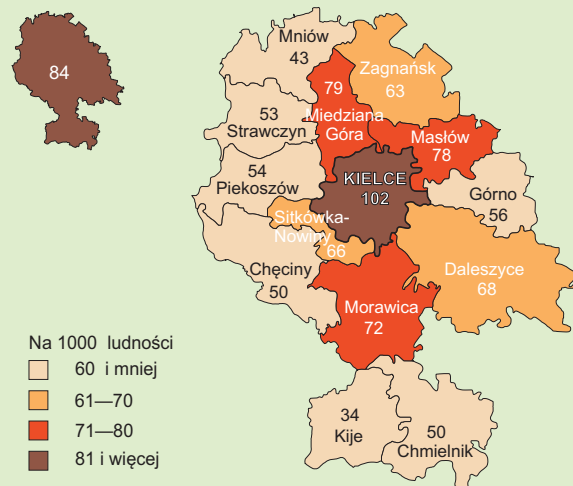 84
Mniów
43
Zagnańsk
63
79
Miedziana
Góra
53
Strawczyn
Masłów
78
54
Piekoszów
KIELCE
102
Górno
56
Sitkówka-
Nowiny
66
Chęciny
50
Daleszyce
68
Morawica
72
34
Kije
50
Chmielnik
Na 1000 ludności
60 i mniej
61—70
71—80
81 i więcej